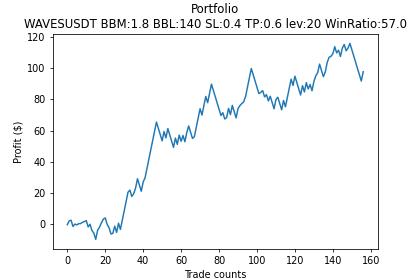 Portfolio
WAVESUSDT BBM:1.8 BBL:140 SL:0.4 TP:0.6 lev:20 WinRatio:57.0
120
100
80
60
40
20
0
Profit ($)
0 20 40 60 80 100 120 140 160
Trade counts